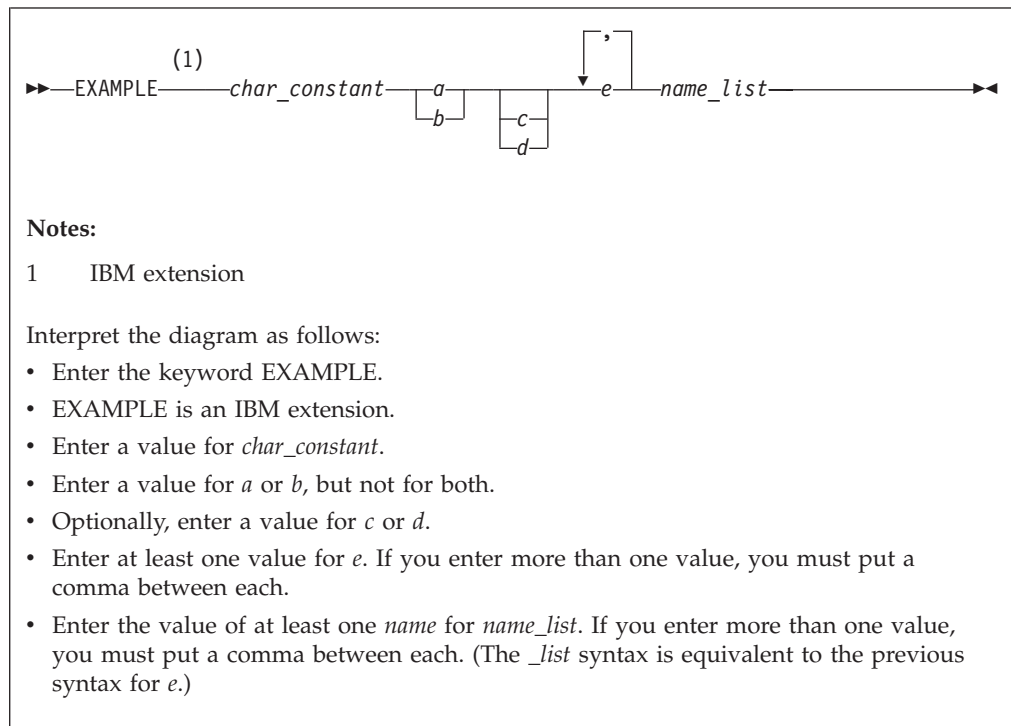 ,
(1)
EXAMPLE char_constant a e name_list
b c
d
Notes:
1 IBM extension
Interpret the diagram as follows:
• Enter the keyword EXAMPLE.
• EXAMPLE is an IBM extension.
• Enter a value for char_constant.
• Enter a value for a or b, but not for both.
• Optionally, enter a value for c or d.
• Enter at least one value for e. If you enter more than one value, you must put a
comma between each.
• Enter the value of at least one name for name_list. If you enter more than one value,
you must put a comma between each. (The _list syntax is equivalent to the previous
syntax for e.)